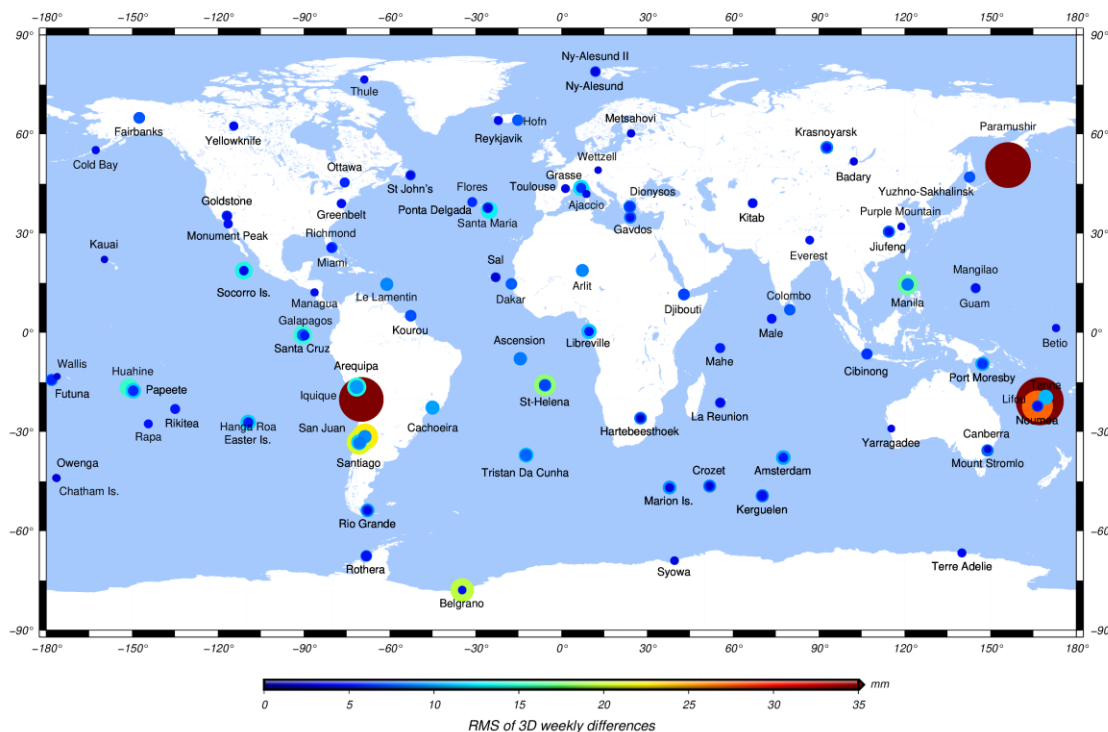 −180° −150° −120° −90° −60° −30° 0° 30° 60° 90° 120° 150° 180°
90° 90°
Ny-Alesund II
Ny-Alesund
Thule
Hofn
Reykjavik
Metsahovi
Krasnoyarsk
Paramushir
Fairbanks
Yellowknife
60° 60°
Cold Bay
Wettzell
Badary
Ottawa
St John's
Flores
Toulouse
Grasse
Ajaccio
Dionysos
Yuzhno-Sakhalinsk
Goldstone
Greenbelt
Ponta Delgada
Santa Maria
Kitab
Purple Mountain
Monument Peak
Richmond
Gavdos
Jiufeng
30° 30°
Kauai
Miami
Everest
Sal
Arlit
Mangilao
Socorro Is.
Le Lamentin
Dakar
Djibouti
Colombo
Manila
Guam
Managua
Galapagos
Kourou
Male
0° 0°
Santa Cruz
Ascension
Libreville
Mahe
Betio
Wallis
Huahine
Arequipa
Cibinong
Port Moresby
Futuna
Papeete
Iquique
St-Helena
Tanna
Lifou
Rikitea
Hanga Roa
San Juan
Cachoeira
Hartebeesthoek
La Reunion
Noumea
Rapa
Easter Is.
−30° −30°
Santiago
Yarragadee
Canberra
Owenga
Tristan Da Cunha
Crozet
Amsterdam
Mount Stromlo
Chatham Is.
Marion Is.
Kerguelen
Rio Grande
−60° −60°
Rothera
Syowa
Terre Adelie
Belgrano
−90° −90°
−180° −150° −120° −90° −60° −30° 0° 30° 60° 90° 120° 150° 180°
mm
0 5 10 15 20 25 30 35
RMS of 3D weekly differences